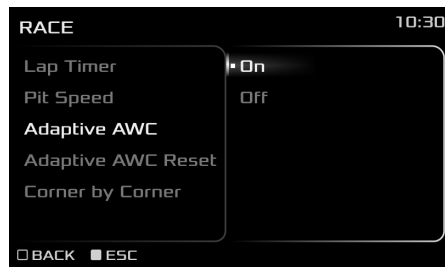 RACE 10:30
Lap Timer
On
Pit Speed
Off
Adaptive AWC
Adaptive AWC Reset
Corner by Corner
BACK ESC